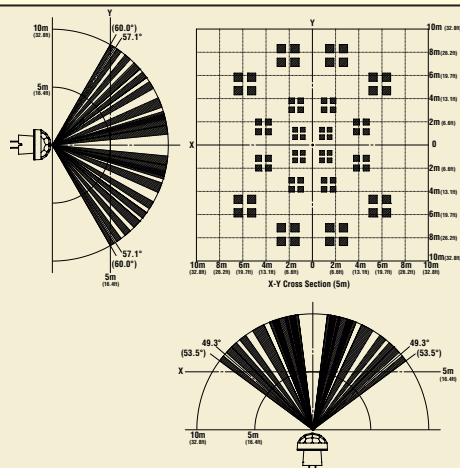 Y
10m
(32.8ft)
(60.0°)
57.1°
5m
(16.4ft)
57.1°
(60.0°)
5m
(16.4ft)
Y
10m (32.8ft)
8m (26.2ft)
6m (19.7ft)
4m (13.1ft)
2m (6.6ft)
X
0
2m (6.6ft)
4m (13.1ft)
6m (19.7ft)
8m (26.2ft)
10m (32.8ft)
10m 8m 6m 4m 2m 0 2m 4m 6m 8m 10m
(32.8ft) (26.2ft) (19.7ft) (13.1ft) (6.6ft) (6.6ft) (13.1ft) (19.7ft) (26.2ft) (32.8ft)
X-Y Cross Section (5m)
49.3°
(53.5°)
49.3°
(53.5°)
X
5m
(16.4ft)
10m
(32.8ft)
5m
(16.4ft)